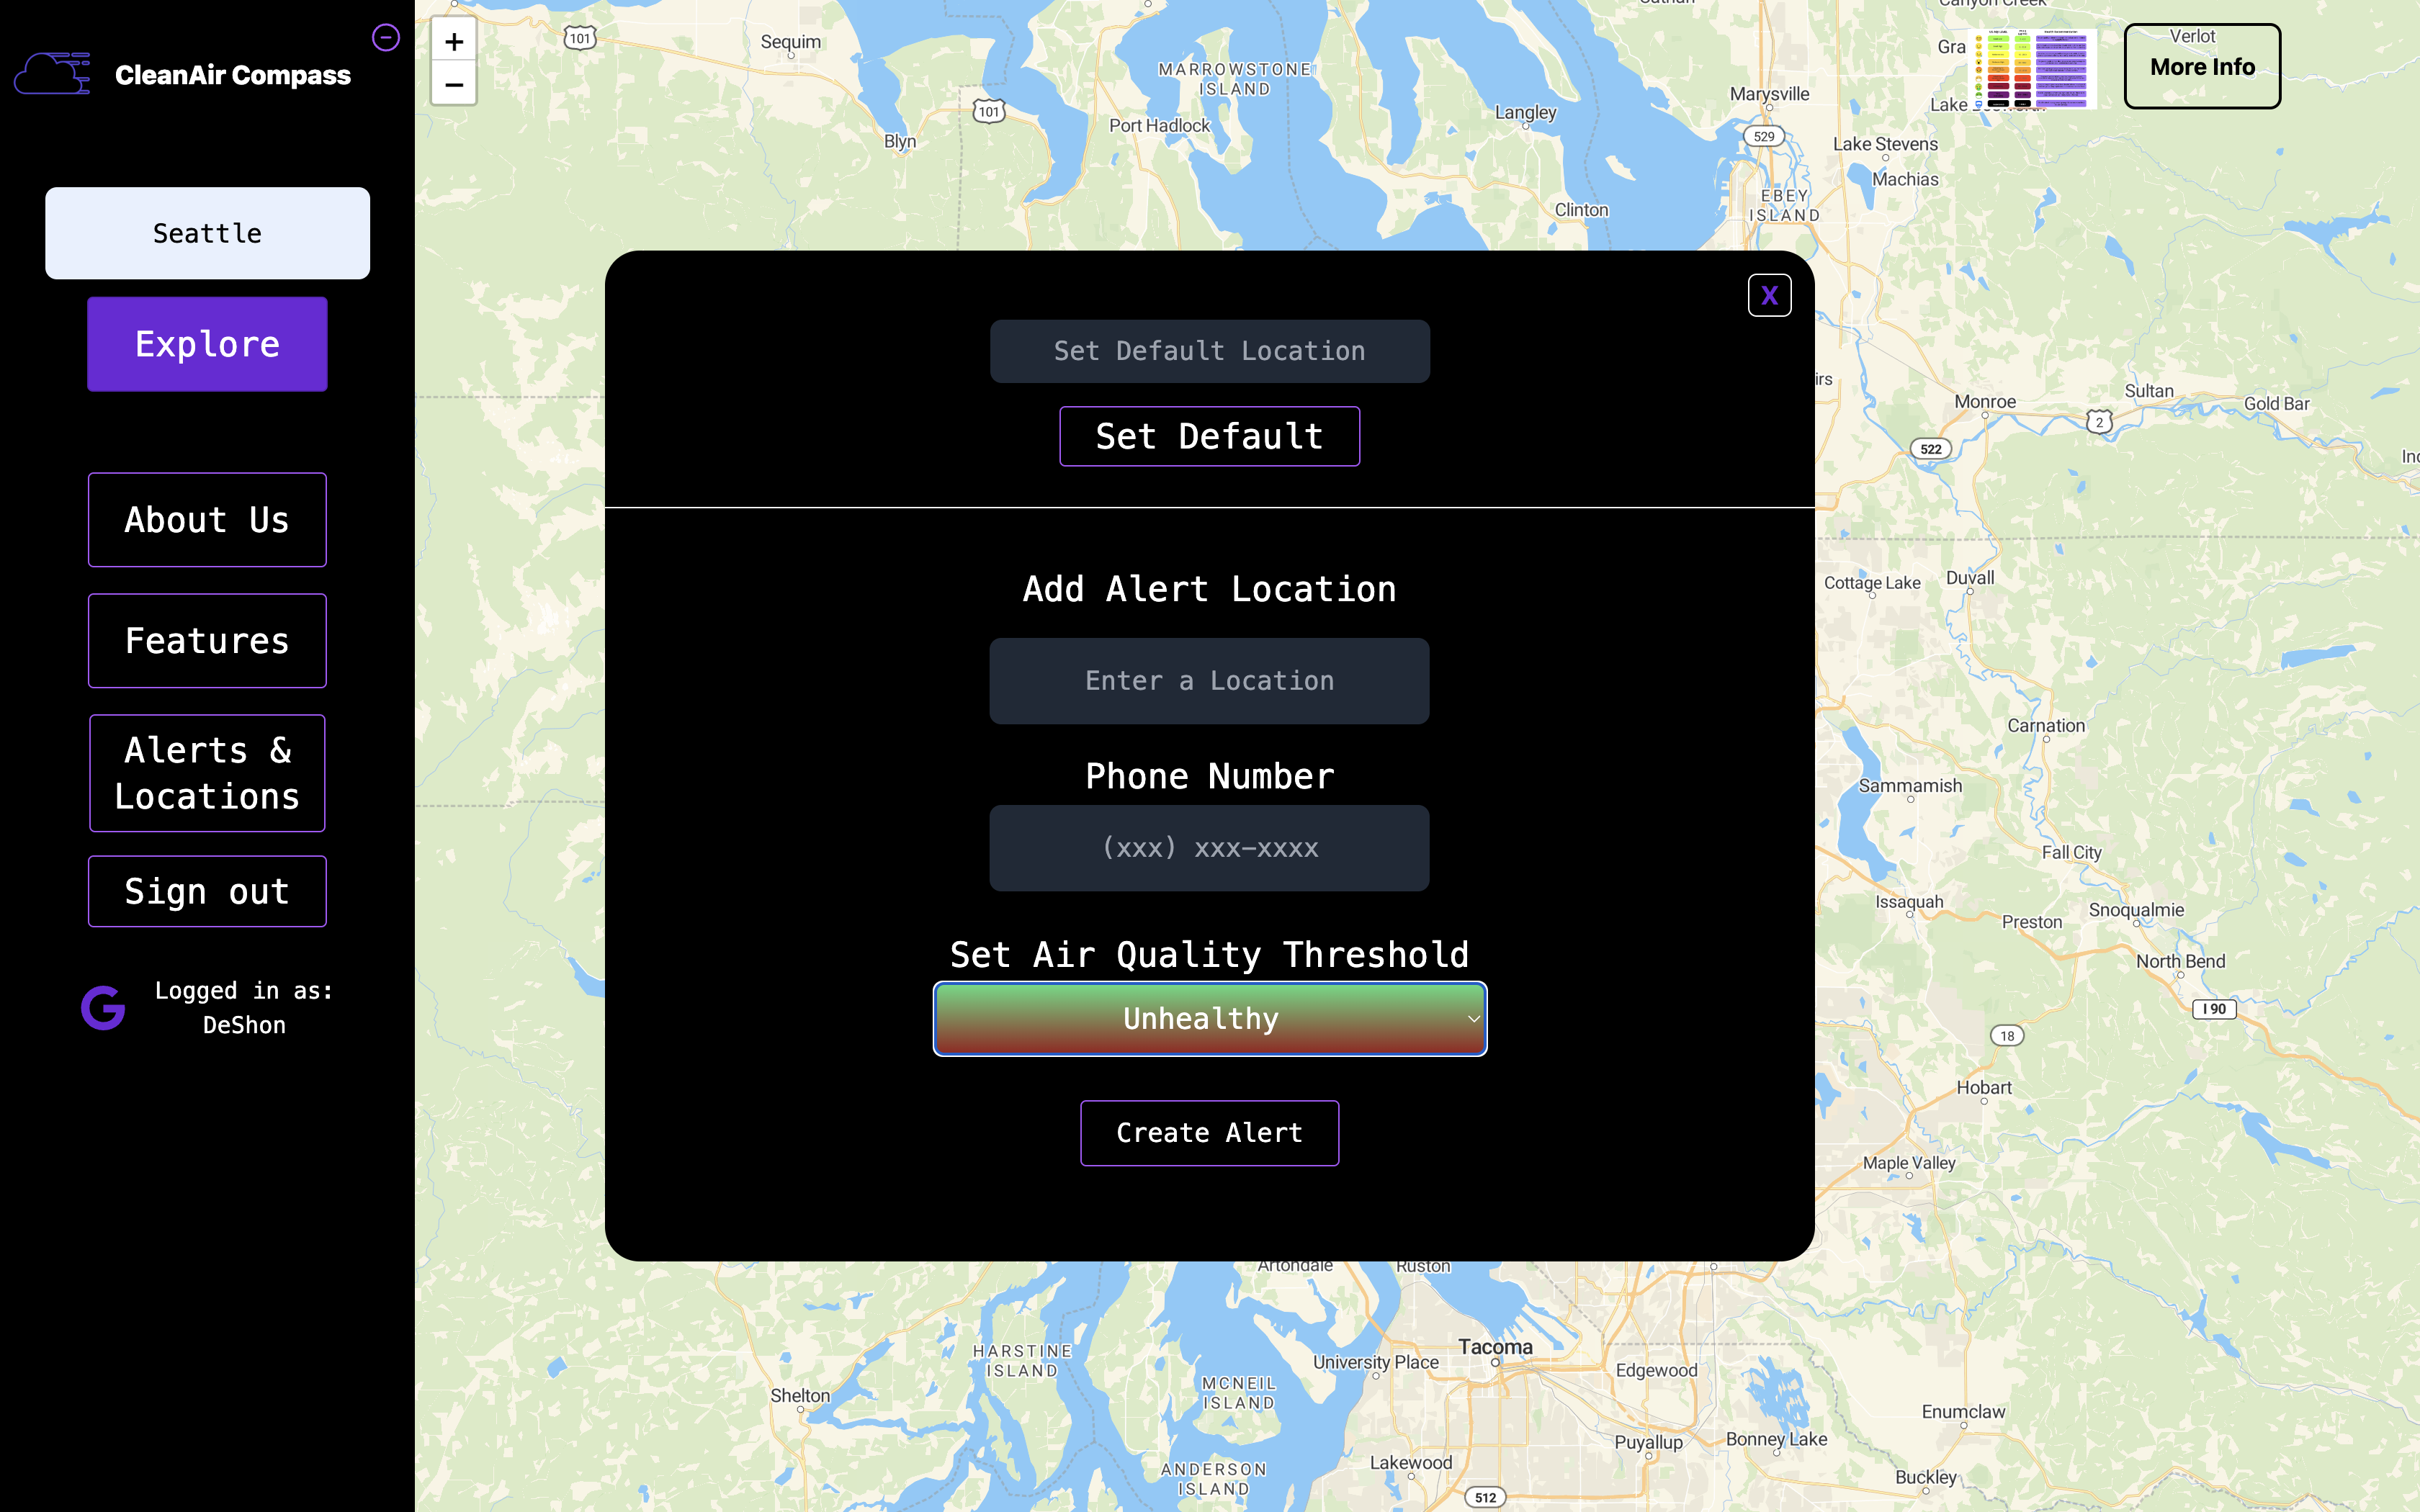 CleanAir Compass
Seattle
Explore
About Us
Features
Alerts &
Locations
Sign out
Logged in as:
DeShon
+
−
More Info
X
Set Default Location
Set Default
Add Alert Location
Enter a Location
Phone Number
(xxx) xxx-xxxx
Set Air Quality Threshold
Unhealthy
Create Alert
101
Sequim
MARROWSTONE
ISLAND
101
Port Hadlock
Blyn
Langley
Marysville
529
Clinton
EBEY
ISLAND
Verlot
Lake Stevens
Machias
Monroe
Sultan
Gold Bar
2
522
Cottage Lake
Duvall
Carnation
Sammamish
Fall City
Issaquah
Preston
Snoqualmie
North Bend
I 90
18
Hobart
Maple Valley
Artondale
Ruston
HARSTINE
ISLAND
Tacoma
University Place
Edgewood
MCNEIL
ISLAND
Shelton
Enumclaw
Puyallup
Bonney Lake
Lakewood
ANDERSON
ISLAND
Buckley
512